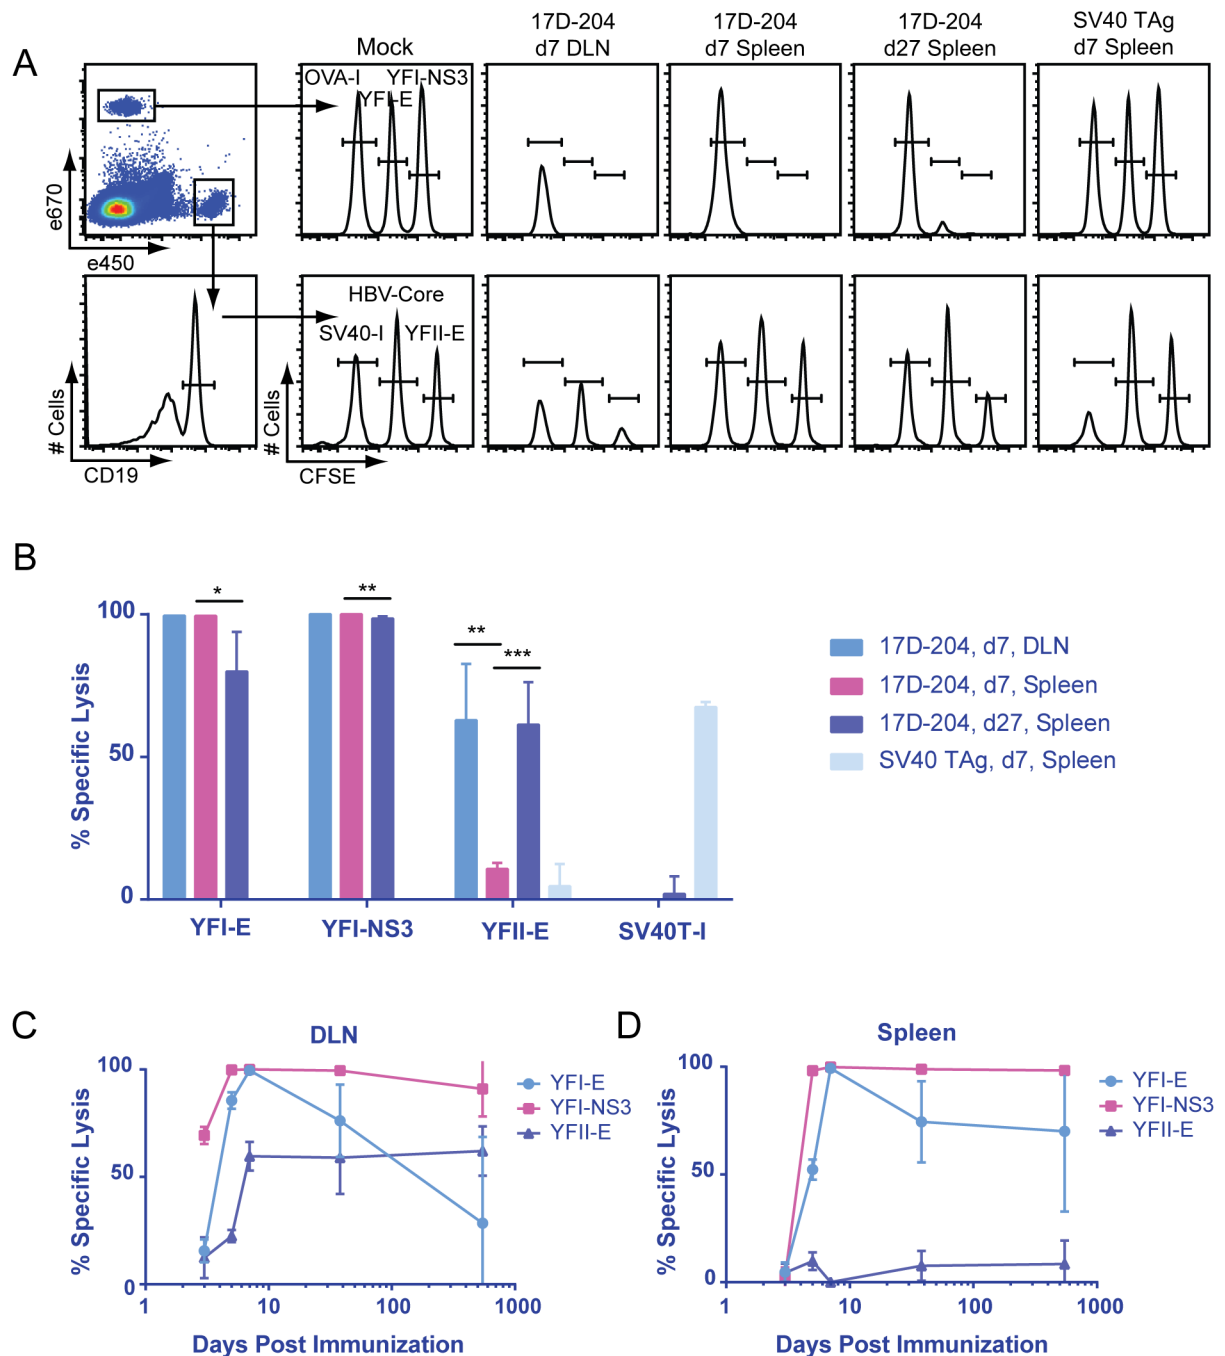 A
Mock
17D-204
d7 DLN
17D-204
d7 Spleen
17D-204
d27 Spleen
SV40 TAg
d7 Spleen
OVA-I
YFI-NS3
YFI-E
e670
e450
HBV-Core
SV40-I
YFII-E
# Cells
CD19
# Cells
CFSE
B
% Specific Lysis
100
50
0
*
**
**
***
YFI-E
YFI-NS3
YFII-E
SV40T-I
17D-204, d7, DLN
17D-204, d7, Spleen
17D-204, d27, Spleen
SV40 TAg, d7, Spleen
C
DLN
% Specific Lysis
100
50
0
1
10
100
1000
Days Post Immunization
YFI-E
YFI-NS3
YFII-E
D
Spleen
% Specific Lysis
100
50
0
1
10
100
1000
Days Post Immunization
YFI-E
YFI-NS3
YFII-E